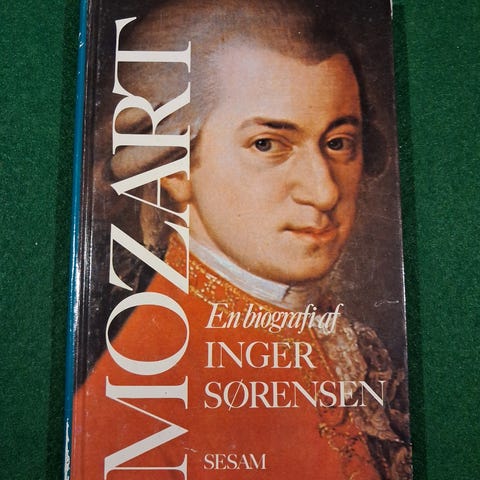 MOZART
En biografi af
INGER
SØRENSEN
SESAM